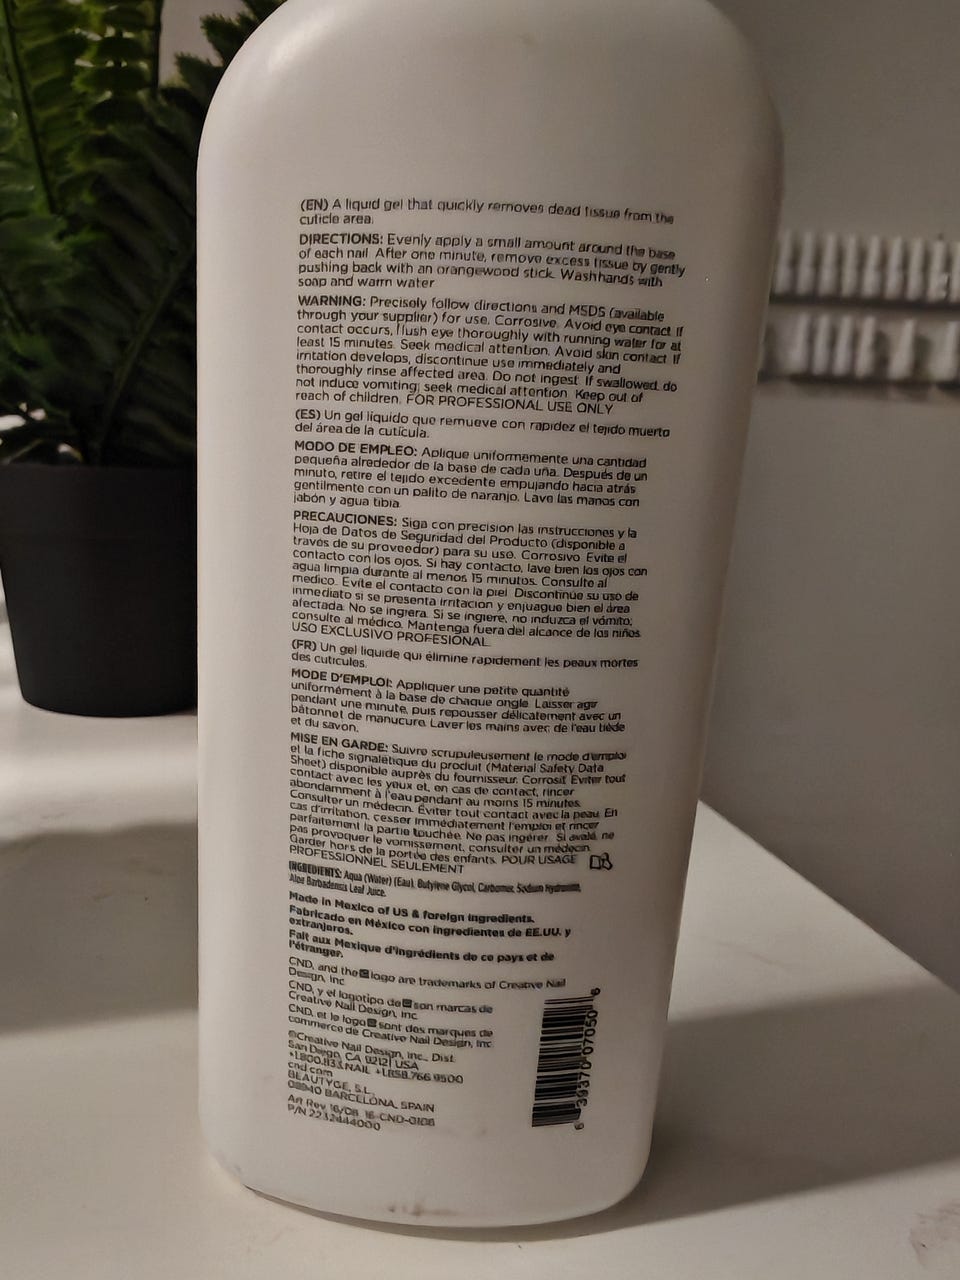 (EN) A liquid gel that quickly removes dead tissue from the
cuticle area.
DIRECTIONS: Evenly apply a small amount around the base
of each nail. After one minute, remove excess tissue by gently
pushing back with an orangewood stick. Wash hands with
soap and warm water
WARNING: Precisely follow directions and MSDS (available
through your supplier) for use. Corrosive. Avoid eye contact. If
contact occurs, flush eye thoroughly with running water for at
least 15 minutes. Seek medical attention. Avoid skin contact. If
irritation develops, discontinue use immediately and
thoroughly rinse affected area. Do not ingest. If swallowed, do
not induce vomiting; seek medical attention. Keep out of
reach of children. FOR PROFESSIONAL USE ONLY
(ES) Un gel líquido que remueve con rapidez el tejido muerto
del área de la cutícula.
MODO DE EMPLEO: Aplique uniformemente una cantidad
pequeña alrededor de la base de cada uña. Después de un
minuto, retire el tejido excedente empujando hacia atrás
gentilmente con un palito de naranjo. Lave las manos con
jabón y agua tibia.
PRECAUCIONES: Siga con precisión las instrucciones y la
Hoja de Datos de Seguridad del Producto (disponible a
través de su proveedor) para su uso. Corrosivo. Evite el
contacto con los ojos. Si hay contacto, lave bien los ojos con
agua limpia durante al menos 15 minutos. Consulte al
médico. Evite el contacto con la piel. Discontinúe su uso de
inmediato si se presenta irritación y enjuague bien el área
afectada. No se ingiera. Si se ingiere, no induzca el vómito;
consulte al médico. Mantenga fuera del alcance de los niños.
USO EXCLUSIVO PROFESIONAL.
(FR) Un gel liquide qui élimine rapidement les peaux mortes
des cuticules.
MODE D'EMPLOI: Appliquer une petite quantité
uniformément à la base de chaque ongle. Laisser agir
pendant une minute, puis repousser délicatement avec un
bâtonnet de manucure. Laver les mains avec de l'eau tiède
et du savon.
MISE EN GARDE: Suivre scrupuleusement le mode d'emploi
et la fiche signalétique du produit (Material Safety Data
Sheet) disponible auprès du fournisseur. Corrosif. Éviter tout
contact avec les yeux et, en cas de contact, rincer
abondamment à l'eau pendant au moins 15 minutes.
Consulter un médecin. Éviter tout contact avec la peau. En
cas d'irritation, cesser immédiatement l'emploi et rincer
parfaitement la partie touchée. Ne pas ingérer. Si avalé, ne
pas provoquer le vomissement, consulter un médecin.
Garder hors de la portée des enfants. POUR USAGE
PROFESSIONNEL SEULEMENT
INGREDIENTS: Aqua (Water) (Eau), Butylene Glycol, Carbomer, Sodium Hydroxide,
Aloe Barbadensis Leaf Juice.
Made in Mexico of US & foreign ingredients.
Fabricado en México con ingredientes de EE.UU. y
extranjeros.
Fait aux Mexique d'ingrédients de ce pays et de
l'étranger.
CND, and the logo are trademarks of Creative Nail
Design, Inc
CND, y el logotipo de son marcas de
Creative Nail Design, Inc
CND, et le logo sont des marques de
commerce de Creative Nail Design, Inc
©Creative Nail Design, Inc., Dist.
San Diego, CA 92121 USA
+1.800.833.NAIL +1.858.766.9500
cnd.com
BEAUTYGE, S.L.
08940 BARCELONA, SPAIN
Art Rev 16/08 16-CND-0108
P/N 2232444000
6 39370 07050 6